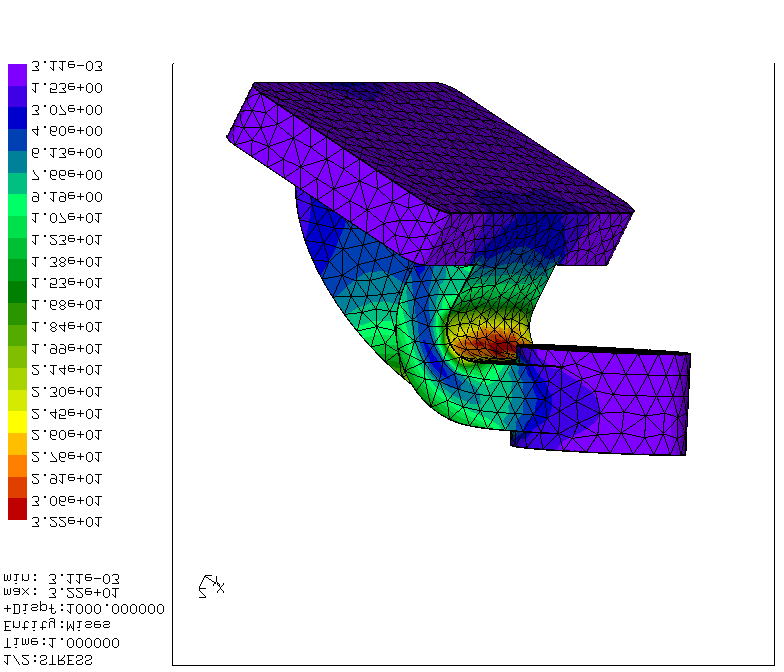 3.11e-03
1.53e+00
3.07e+00
4.60e+00
6.13e+00
7.66e+00
9.19e+00
1.07e+01
1.23e+01
1.38e+01
1.53e+01
1.68e+01
1.84e+01
1.99e+01
2.14e+01
2.30e+01
2.45e+01
2.60e+01
2.76e+01
2.91e+01
3.06e+01
3.22e+01
min: 3.11e-03
max: 3.22e+01
+Dispf:1000.000000
Entity:Mises
Time:1.000000
1/2:STRESS
Z
Y
X